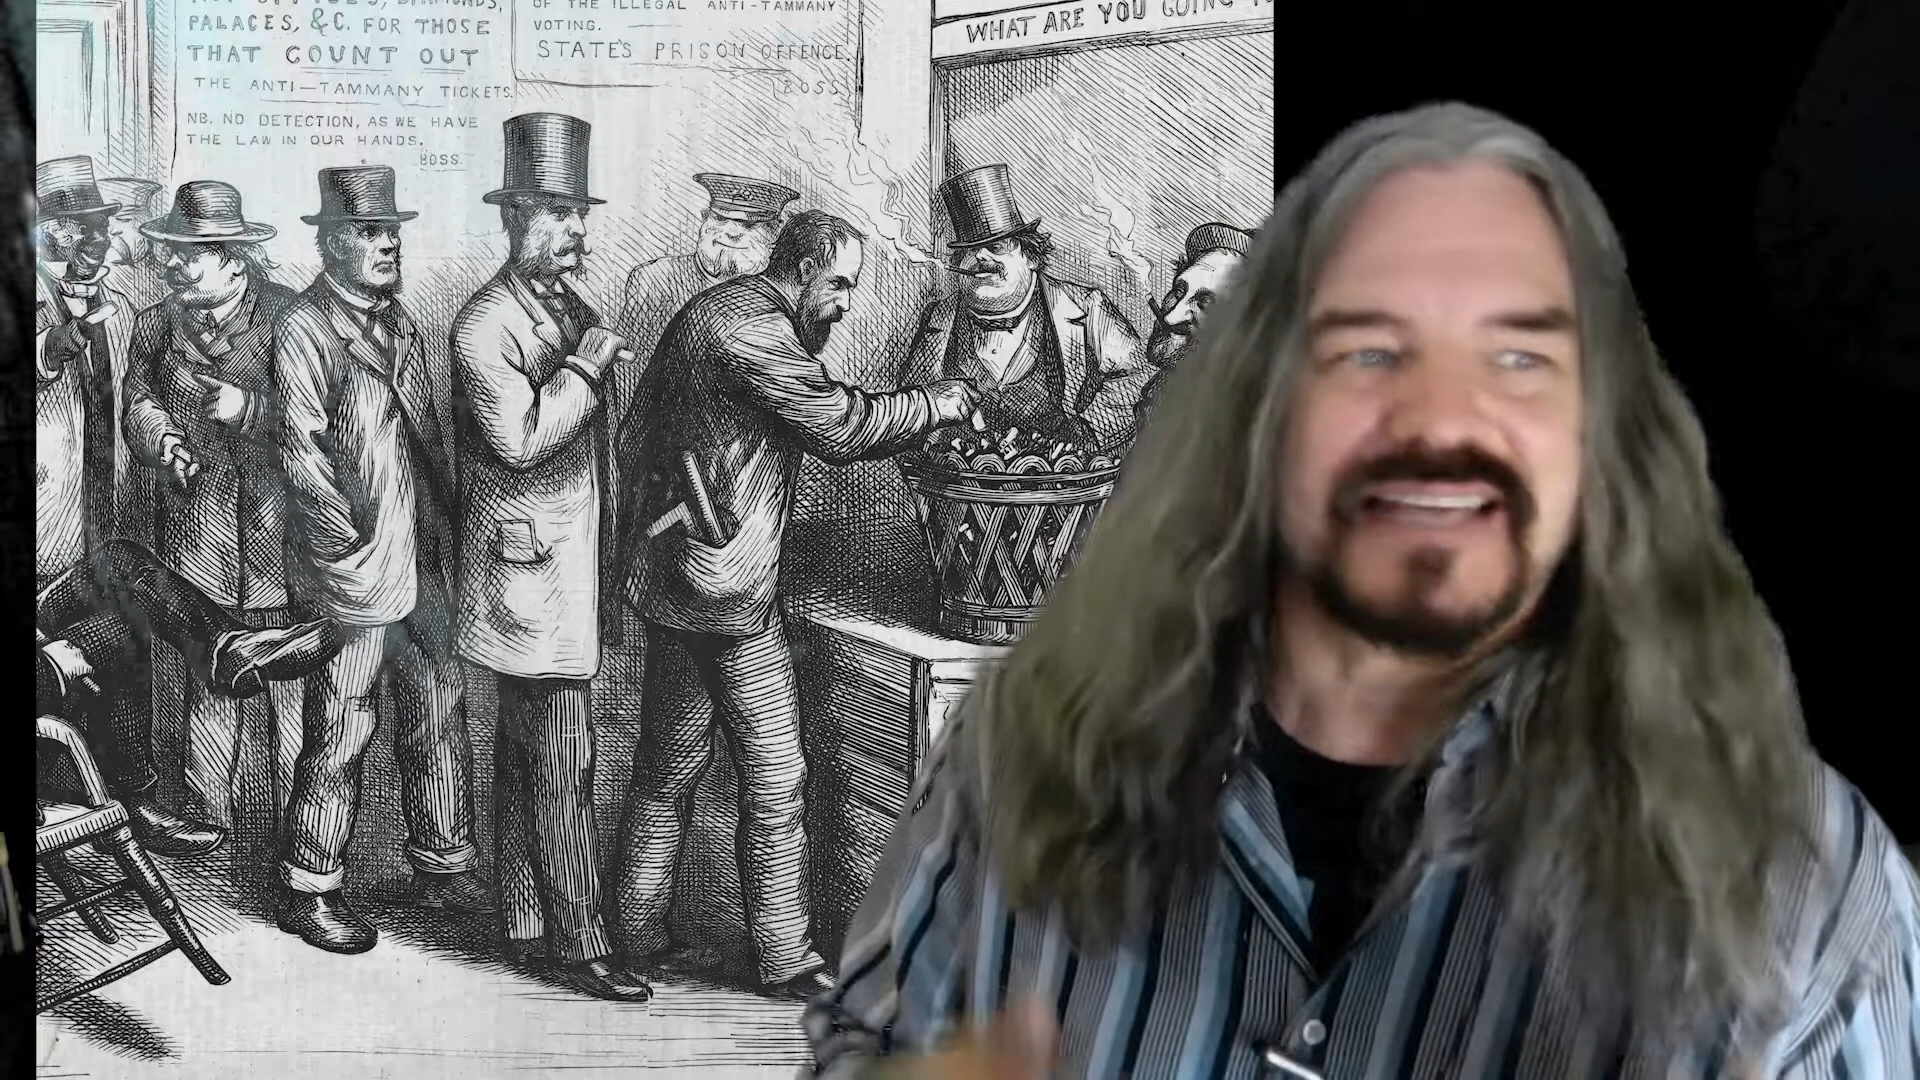 PALACES, &C. FOR THOSE
THAT COUNT OUT
THE ANTI-TAMMANY TICKETS.
NB. NO DETECTION, AS WE HAVE
THE LAW IN OUR HANDS.
BOSS.
OF THE ILLEGAL ANTI-TAMMANY
VOTING.
STATE'S PRISON OFFENCE.
BOSS
WHAT ARE YOU GOING